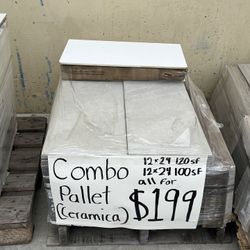 Combo
Pallet
(Ceramica)
12x24 120sf
12x24 100sf
all for
$199